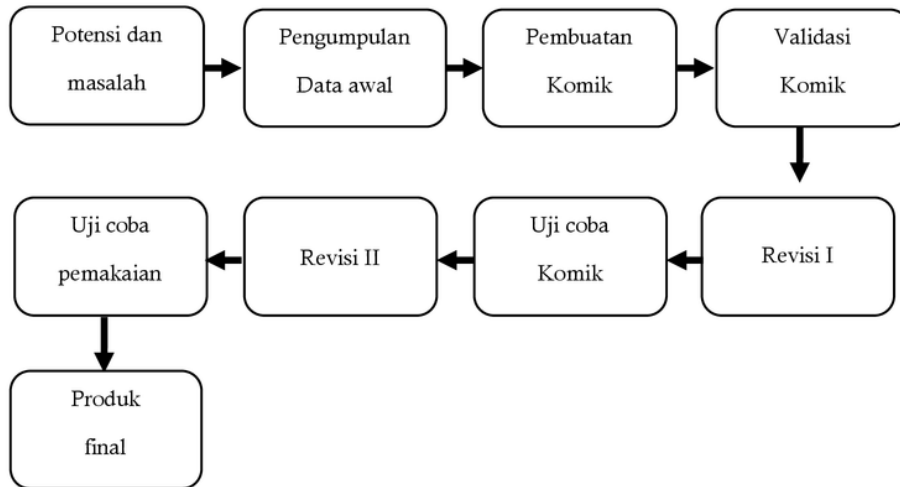 Potensi dan
masalah
Pengumpulan
Data awal
Pembuatan
Komik
Validasi
Komik
Revisi I
Uji coba
Komik
Revisi II
Uji coba
pemakaian
Produk
final